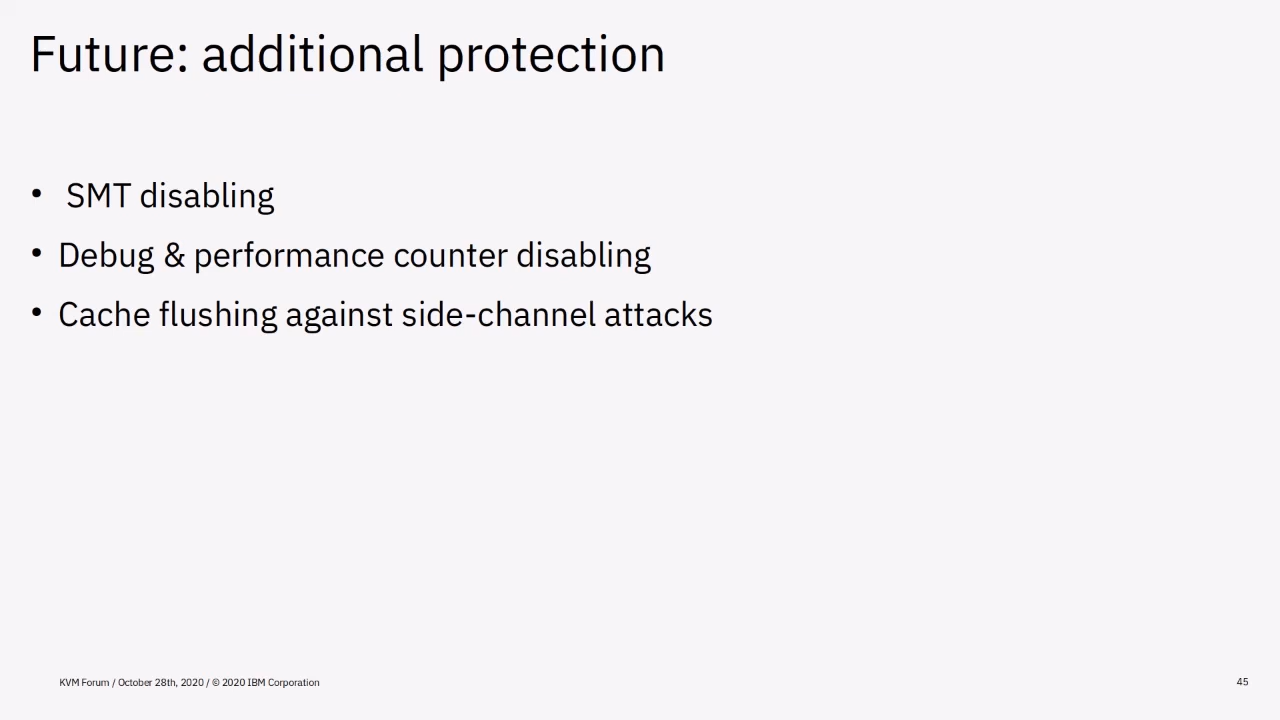 Future: additional protection
• SMT disabling
• Debug & performance counter disabling
• Cache flushing against side-channel attacks
KVM Forum / October 28th, 2020 / © 2020 IBM Corporation
45